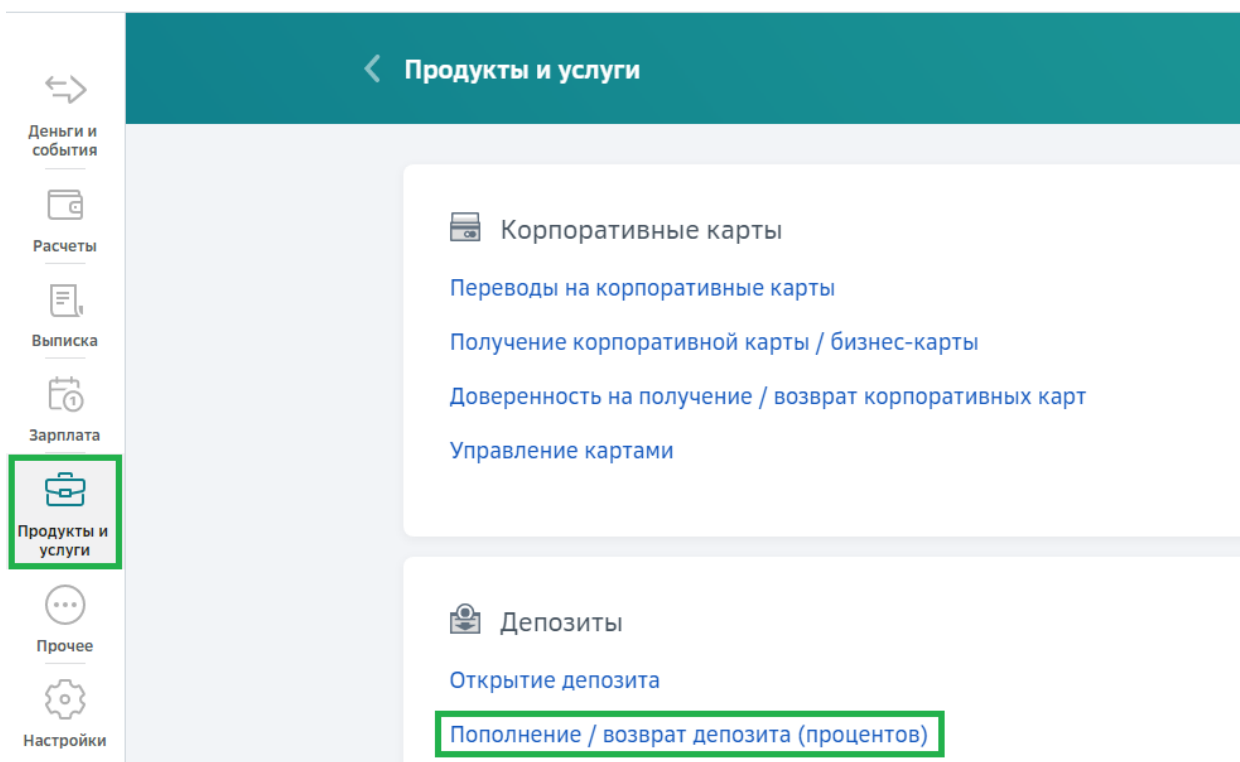 Продукты и услуги
Деньги и
события
Расчеты
Выписка
Зарплата
Продукты и
услуги
Прочее
Настройки
Корпоративные карты
Переводы на корпоративные карты
Получение корпоративной карты / бизнес-карты
Доверенность на получение / возврат корпоративных карт
Управление картами
Депозиты
Открытие депозита
Пополнение / возврат депозита (процентов)